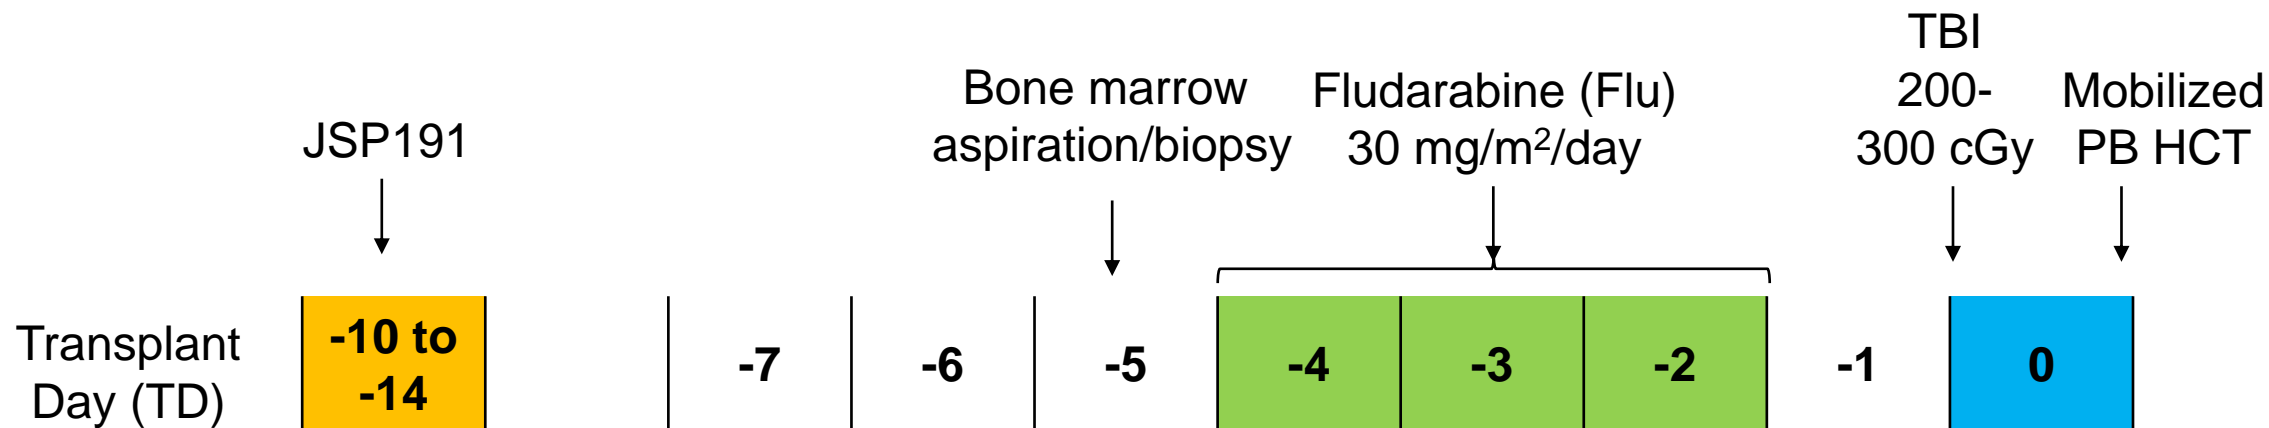 JSP191
Bone marrow
aspiration/biopsy
Fludarabine (Flu)
30 mg/m²/day
TBI
200-
300 cGy
Mobilized
PB HCT
Transplant
Day (TD)
-10 to
-14
-7
-6
-5
-4
-3
-2
-1
0